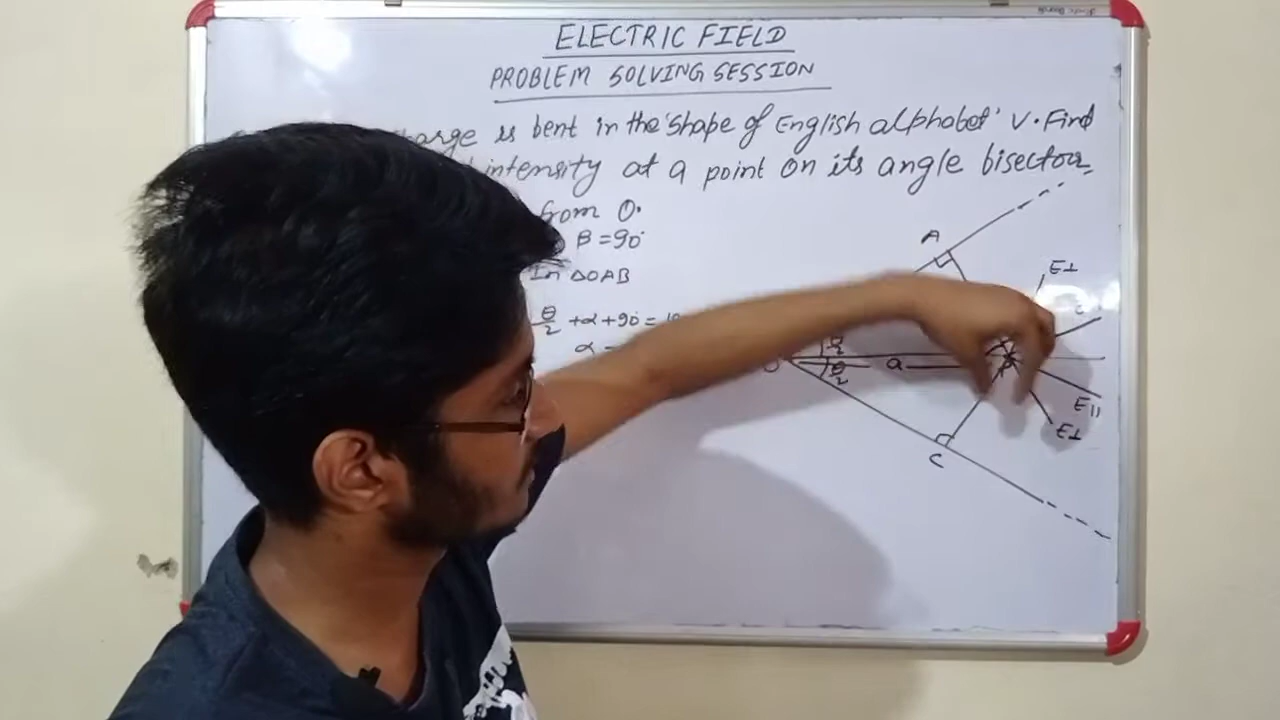 ELECTRIC FIELD
PROBLEM SOLVING SESSION
is bent in the shape of English alphabet 'V. Find
intensity at a point on its angle bisector
from O.
β = 90°
In ΔOAB
θ/2 + α + 90° =
α
A
E⊥
θ/2
a
θ/2
E||
E⊥
C